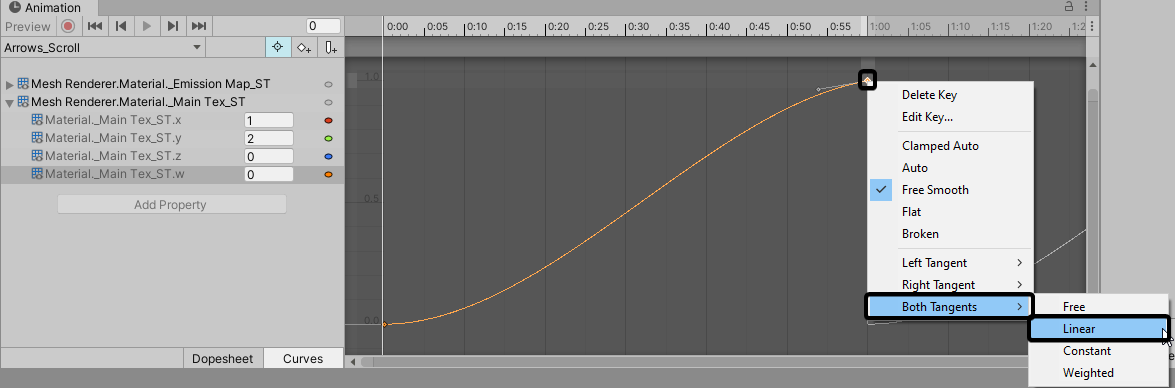 Animation
Preview 0 0:00 0:05 0:10 0:15 0:20 0:25 0:30 0:35 0:40 0:45 0:50 0:55 1:00 1:05 1:10 1:15 1:20
Arrows_Scroll
Mesh Renderer.Material._Emission Map_ST
Mesh Renderer.Material._Main Tex_ST
Material._Main Tex_ST.x 1
Material._Main Tex_ST.y 2
Material._Main Tex_ST.z 0
Material._Main Tex_ST.w 0
Add Property
1.0
0.5
0.0
Delete Key
Edit Key...
Clamped Auto
Auto
Free Smooth
Flat
Broken
Left Tangent
Right Tangent
Both Tangents
Free
Linear
Constant
Weighted
Dopesheet Curves